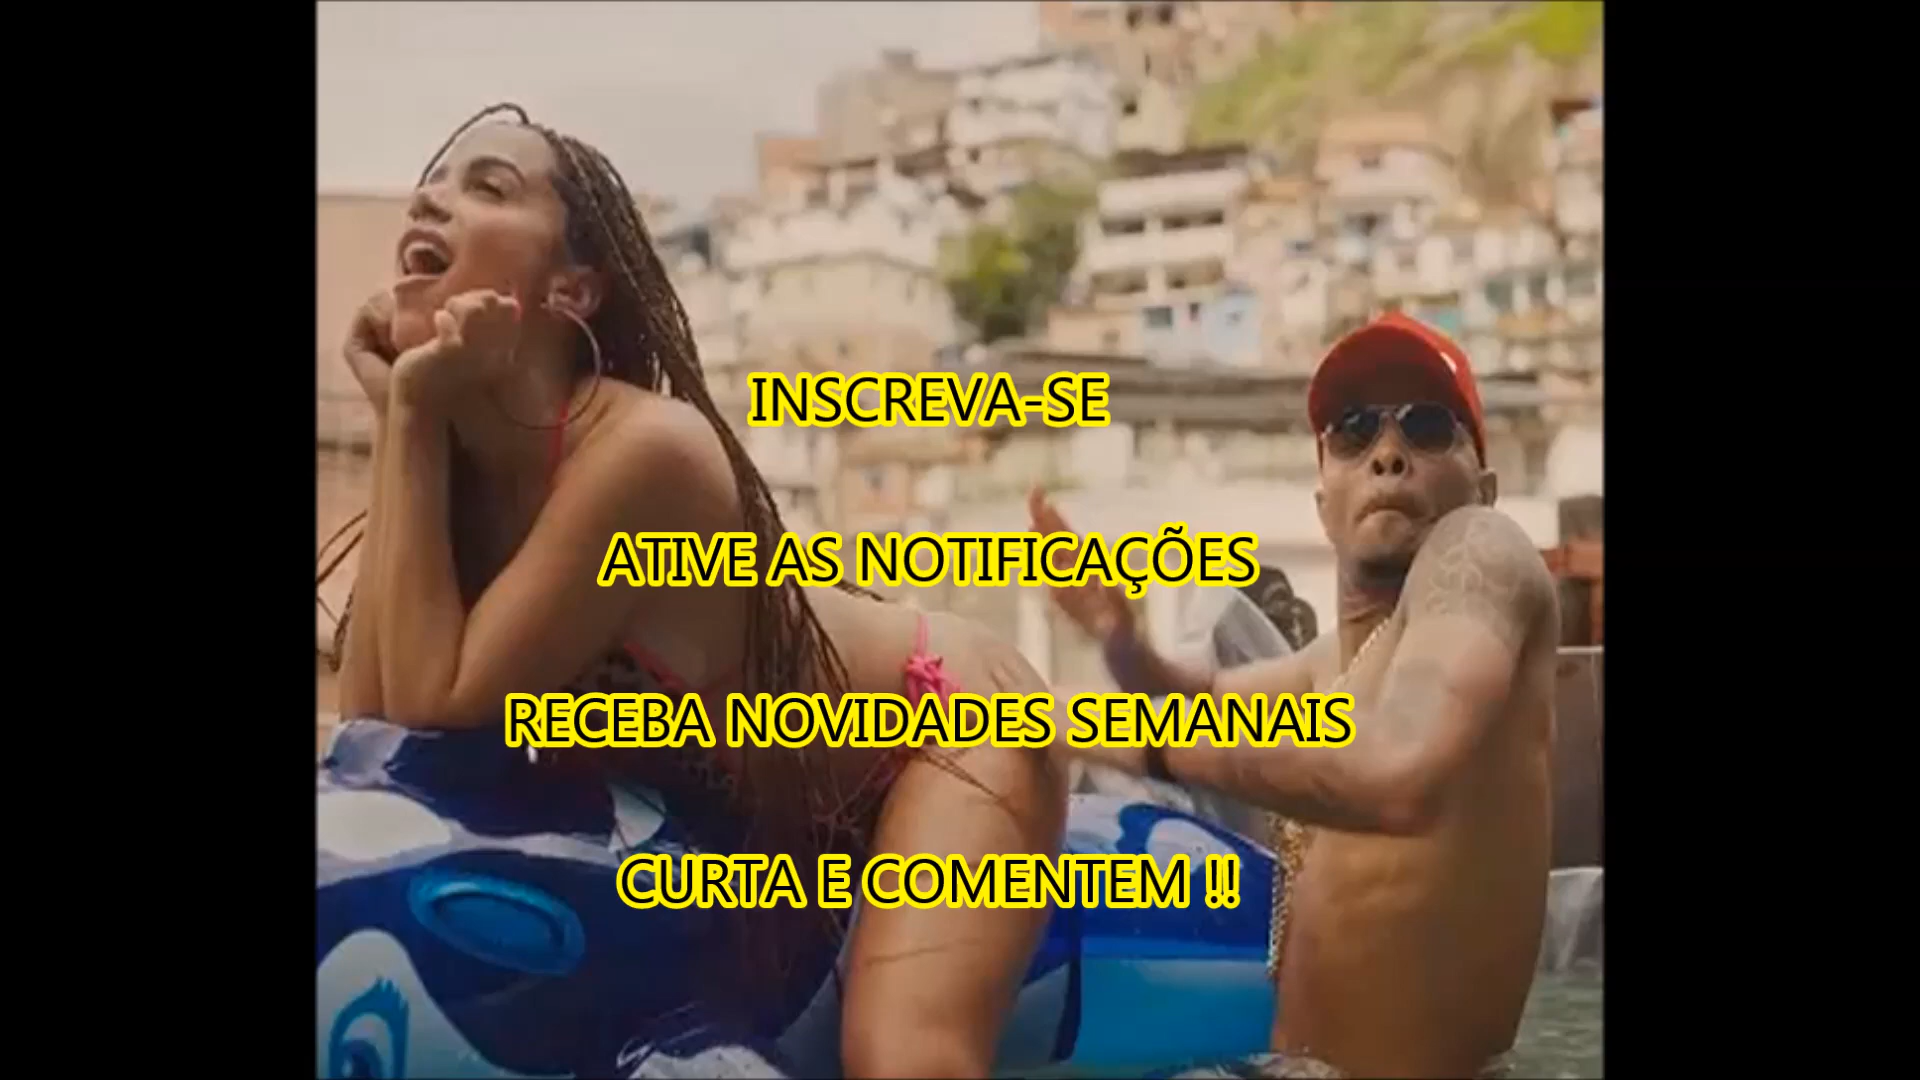 INSCREVA-SE
ATIVE AS NOTIFICAÇÕES
RECEBA NOVIDADES SEMANAIS
CURTA E COMENTEM !!